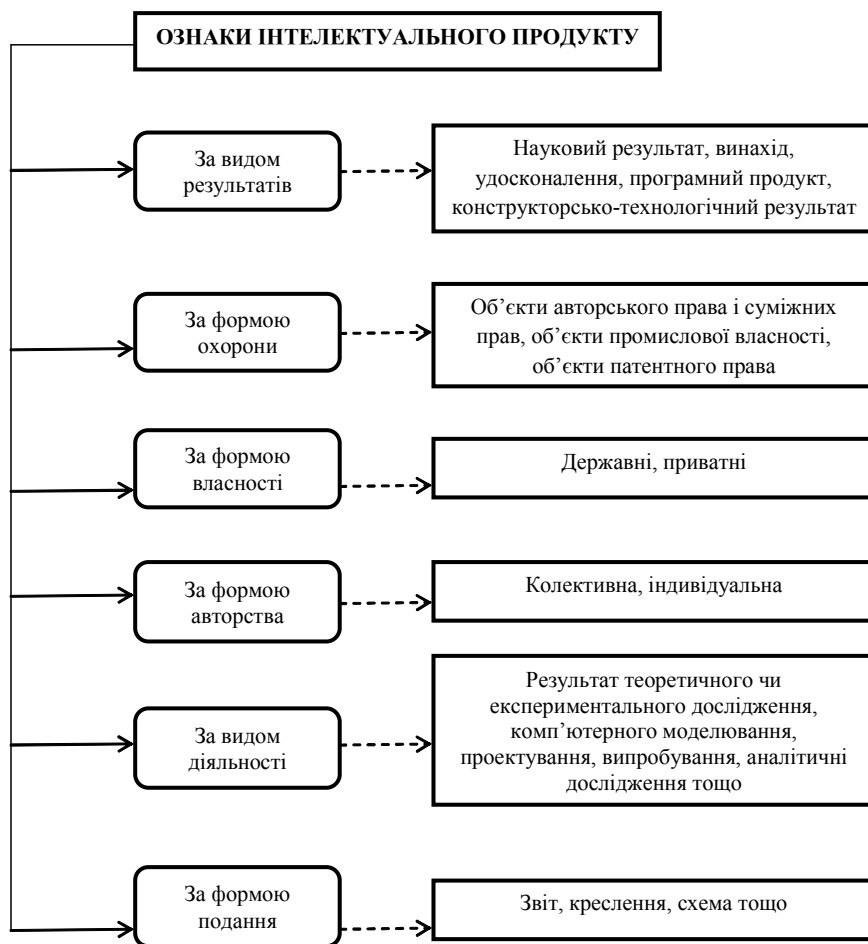 ОЗНАКИ ІНТЕЛЕКТУАЛЬНОГО ПРОДУКТУ
За видом
результатів
Науковий результат, винахід,
удосконалення, програмний продукт,
конструкторсько-технологічний результат
За формою
охорони
Об’єкти авторського права і суміжних
прав, об’єкти промислової власності,
об’єкти патентного права
За формою
власності
Державні, приватні
За формою
авторства
Колективна, індивідуальна
За видом
діяльності
Результат теоретичного чи
експериментального дослідження,
комп’ютерного моделювання,
проектування, випробування, аналітичні
дослідження тощо
За формою
подання
Звіт, креслення, схема тощо